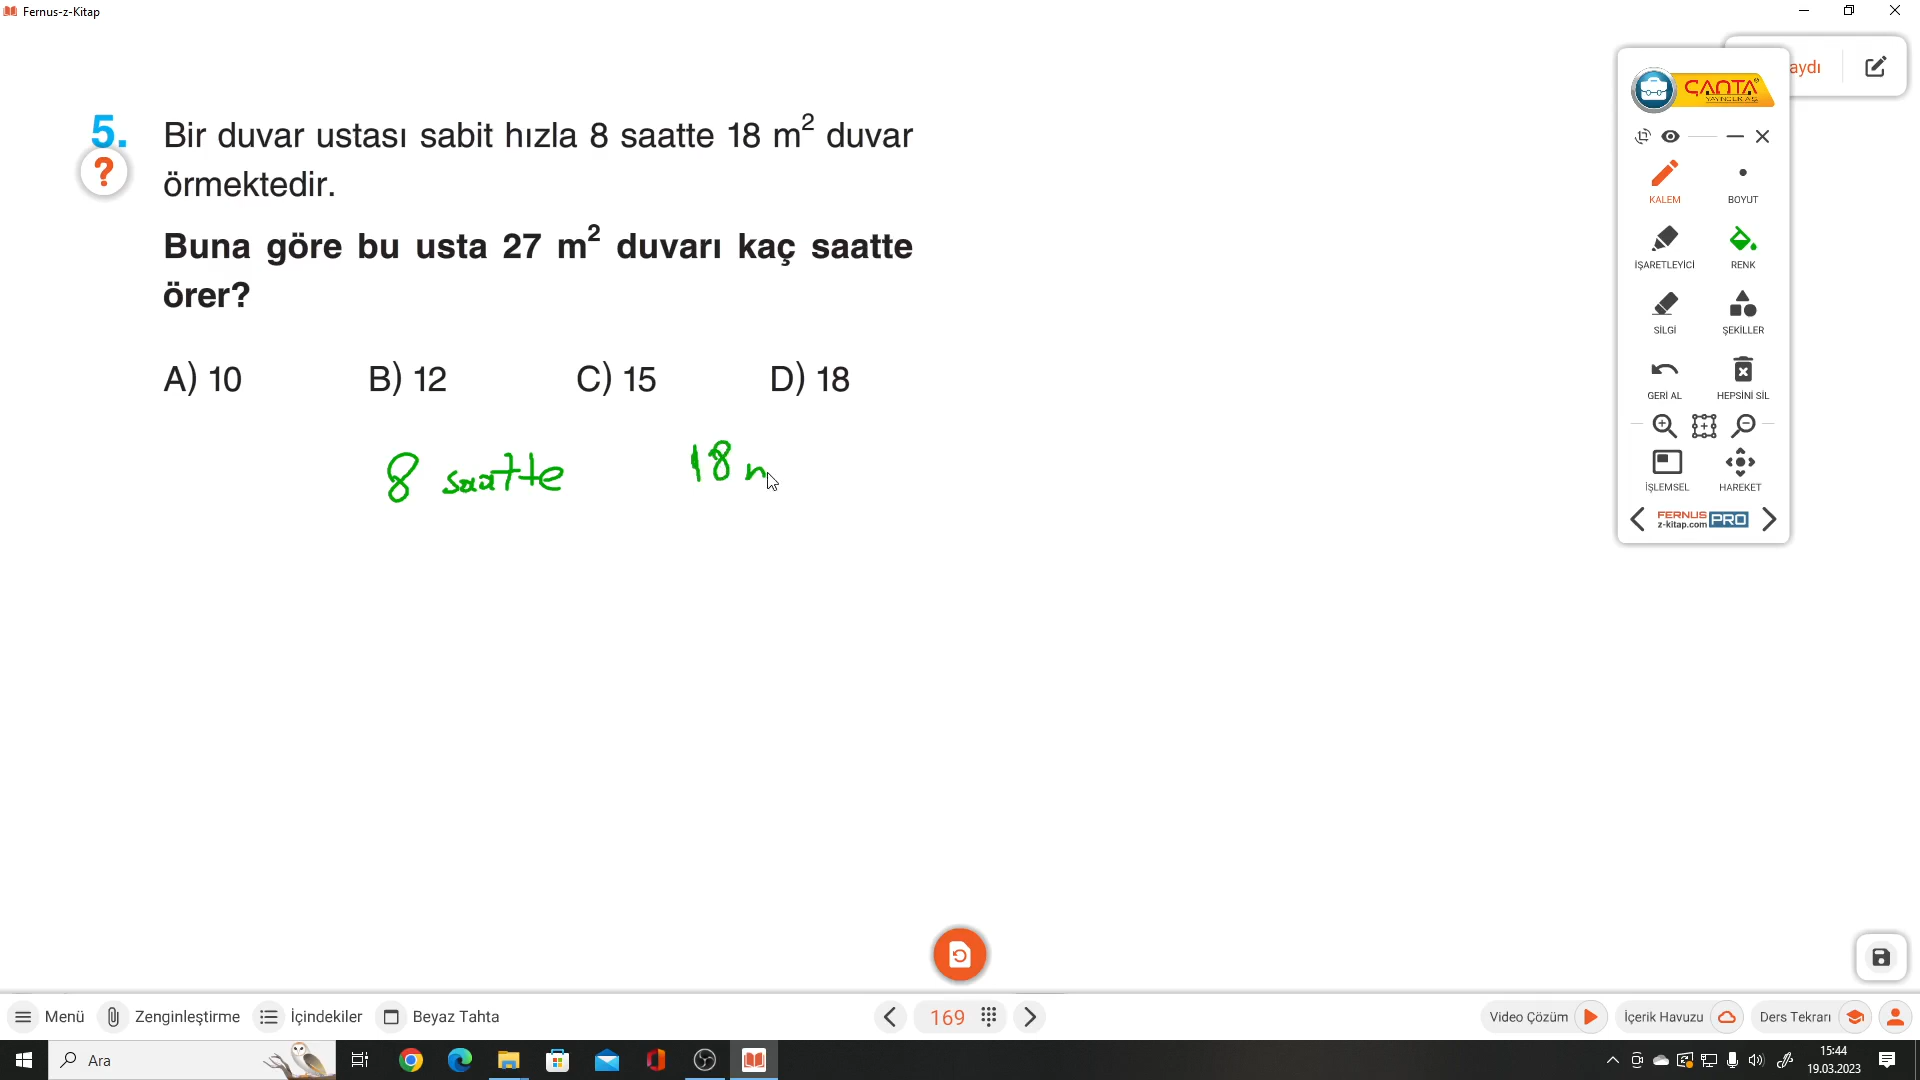 Fernus-z-Kitap
aydı
ÇANTA
YAYINCILIK A.Ş.
5. Bir duvar ustası sabit hızla 8 saatte 18 m² duvar
örmektedir.
?
Buna göre bu usta 27 m² duvarı kaç saatte
örer?
A) 10 B) 12 C) 15 D) 18
8 saatte 18 m
KALEM BOYUT
İŞARETLEYİCİ RENK
SİLGİ ŞEKİLLER
GERİ AL HEPSİNİ SİL
İŞLEMSEL HAREKET
FERNUS PRO
z-kitap.com
Menü Zenginleştirme İçindekiler Beyaz Tahta 169 Video Çözüm İçerik Havuzu Ders Tekrarı
Ara
15:44
19.03.2023